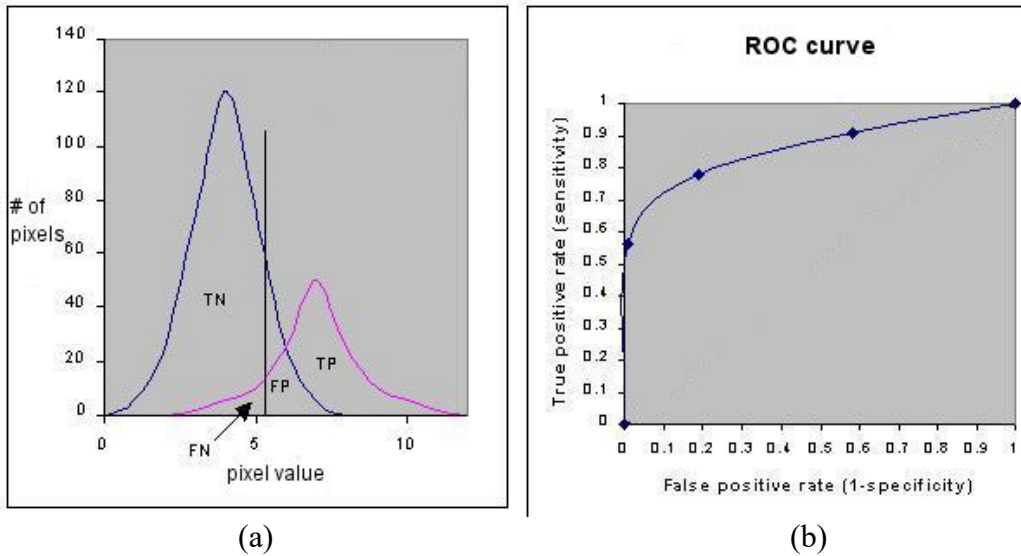 140
120
100
80
# of
pixels
60
40
20
0
TN
FP
TP
FN
0
5
10
pixel value
(a)
ROC curve
True positive rate (sensitivity)
1
0.9
0.8
0.7
0.6
0.5
0.4
0.3
0.2
0.1
0
0 0.1 0.2 0.3 0.4 0.5 0.6 0.7 0.8 0.9 1
False positive rate (1-specificity)
(b)